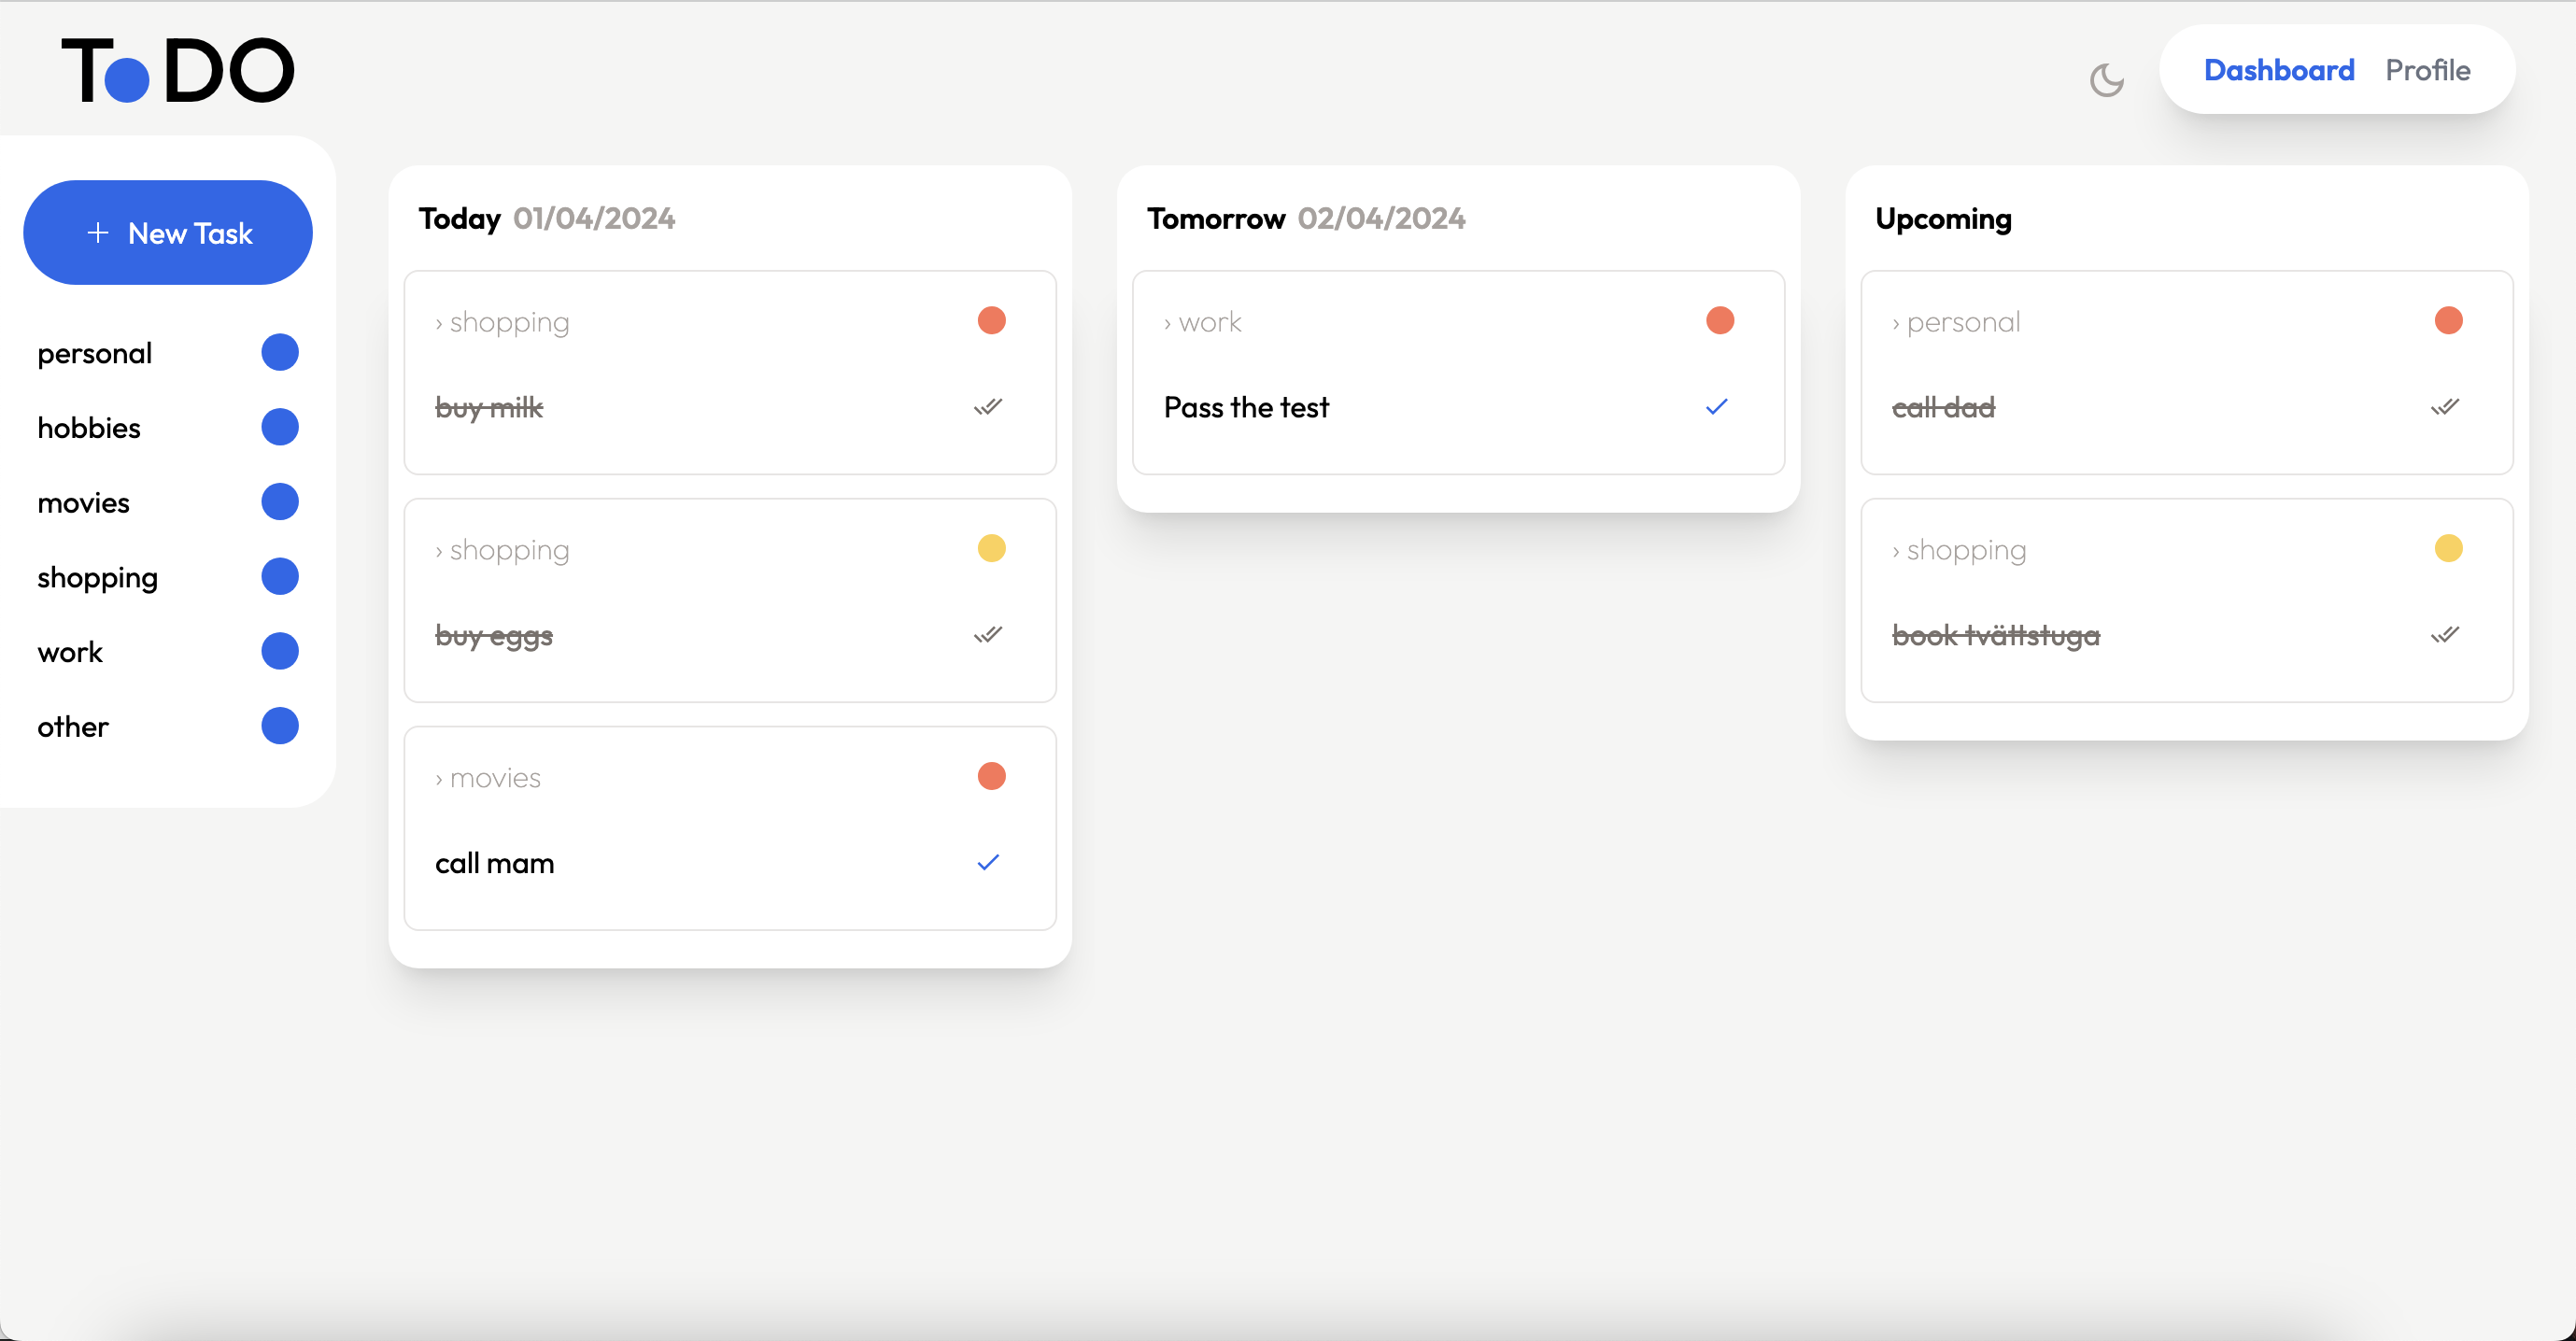 ToDO
Dashboard Profile
+ New Task
personal
hobbies
movies
shopping
work
other
Today 01/04/2024
› shopping
buy milk
› shopping
buy eggs
› movies
call mam
Tomorrow 02/04/2024
› work
Pass the test
Upcoming
› personal
call dad
› shopping
book tvättstuga